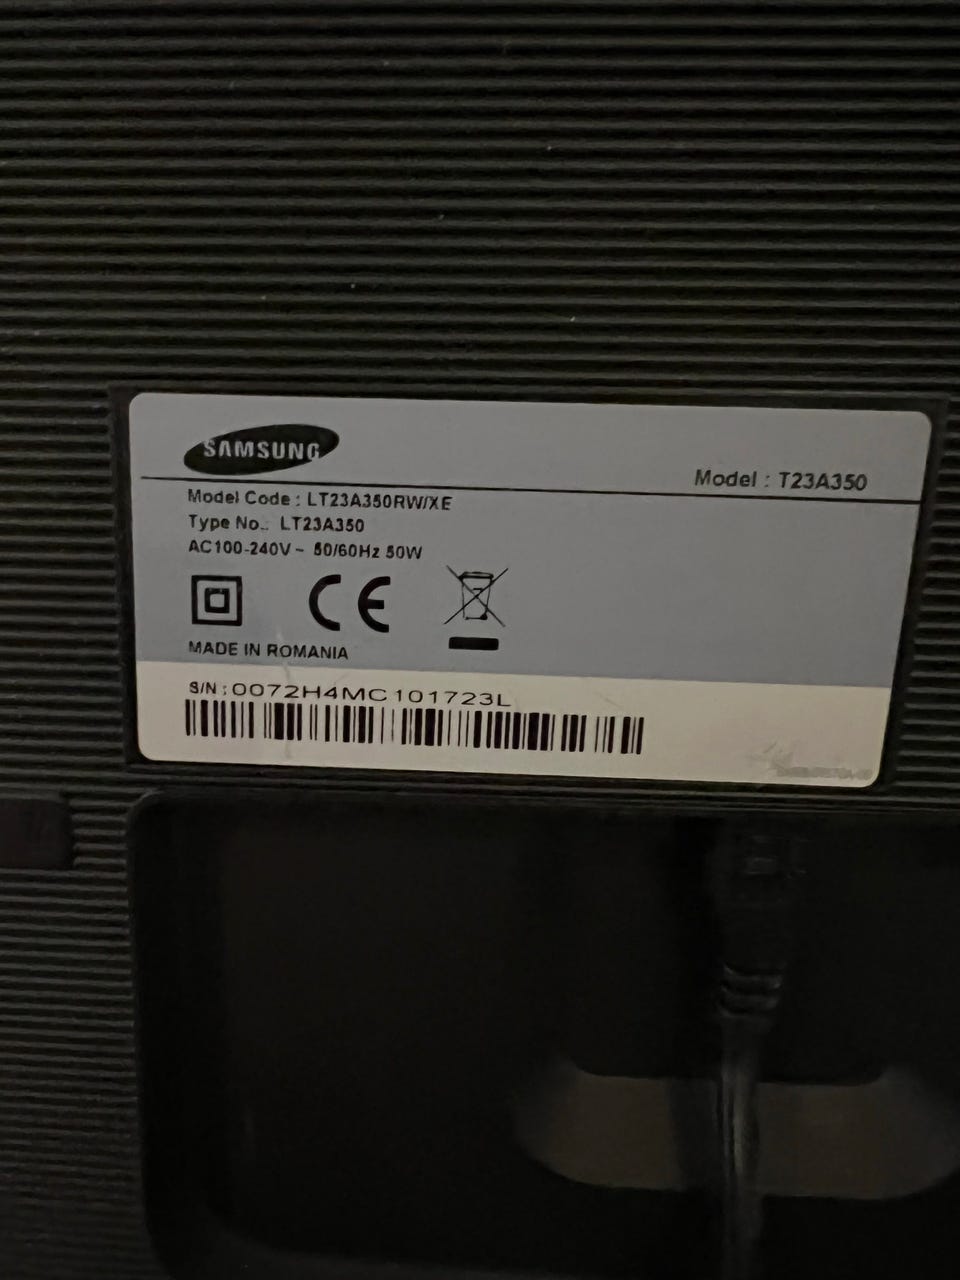 SAMSUNG
Model : T23A350
Model Code : LT23A350RW/XE
Type No.: LT23A350
AC100-240V ~ 50/60Hz 50W
CE
MADE IN ROMANIA
S/N : 0072H4MC101723L